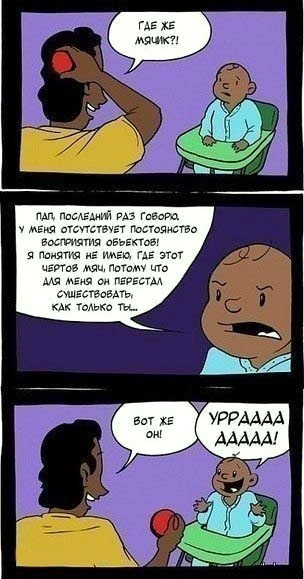 ГДЕ ЖЕ
МЯЧИК?!
ПАП, ПОСЛЕДНИЙ РАЗ ГОВОРЮ,
У МЕНЯ ОТСУТСТВУЕТ ПОСТОЯНСТВО
ВОСПРИЯТИЯ ОБЪЕКТОВ!
Я ПОНЯТИЯ НЕ ИМЕЮ, ГДЕ ЭТОТ
ЧЕРТОВ МЯЧ, ПОТОМУ ЧТО
ДЛЯ МЕНЯ ОН ПЕРЕСТАЛ
СУЩЕСТВОВАТЬ,
КАК ТОЛЬКО ТЫ...
ВОТ ЖЕ
ОН!
УРРАААА
ААААА!